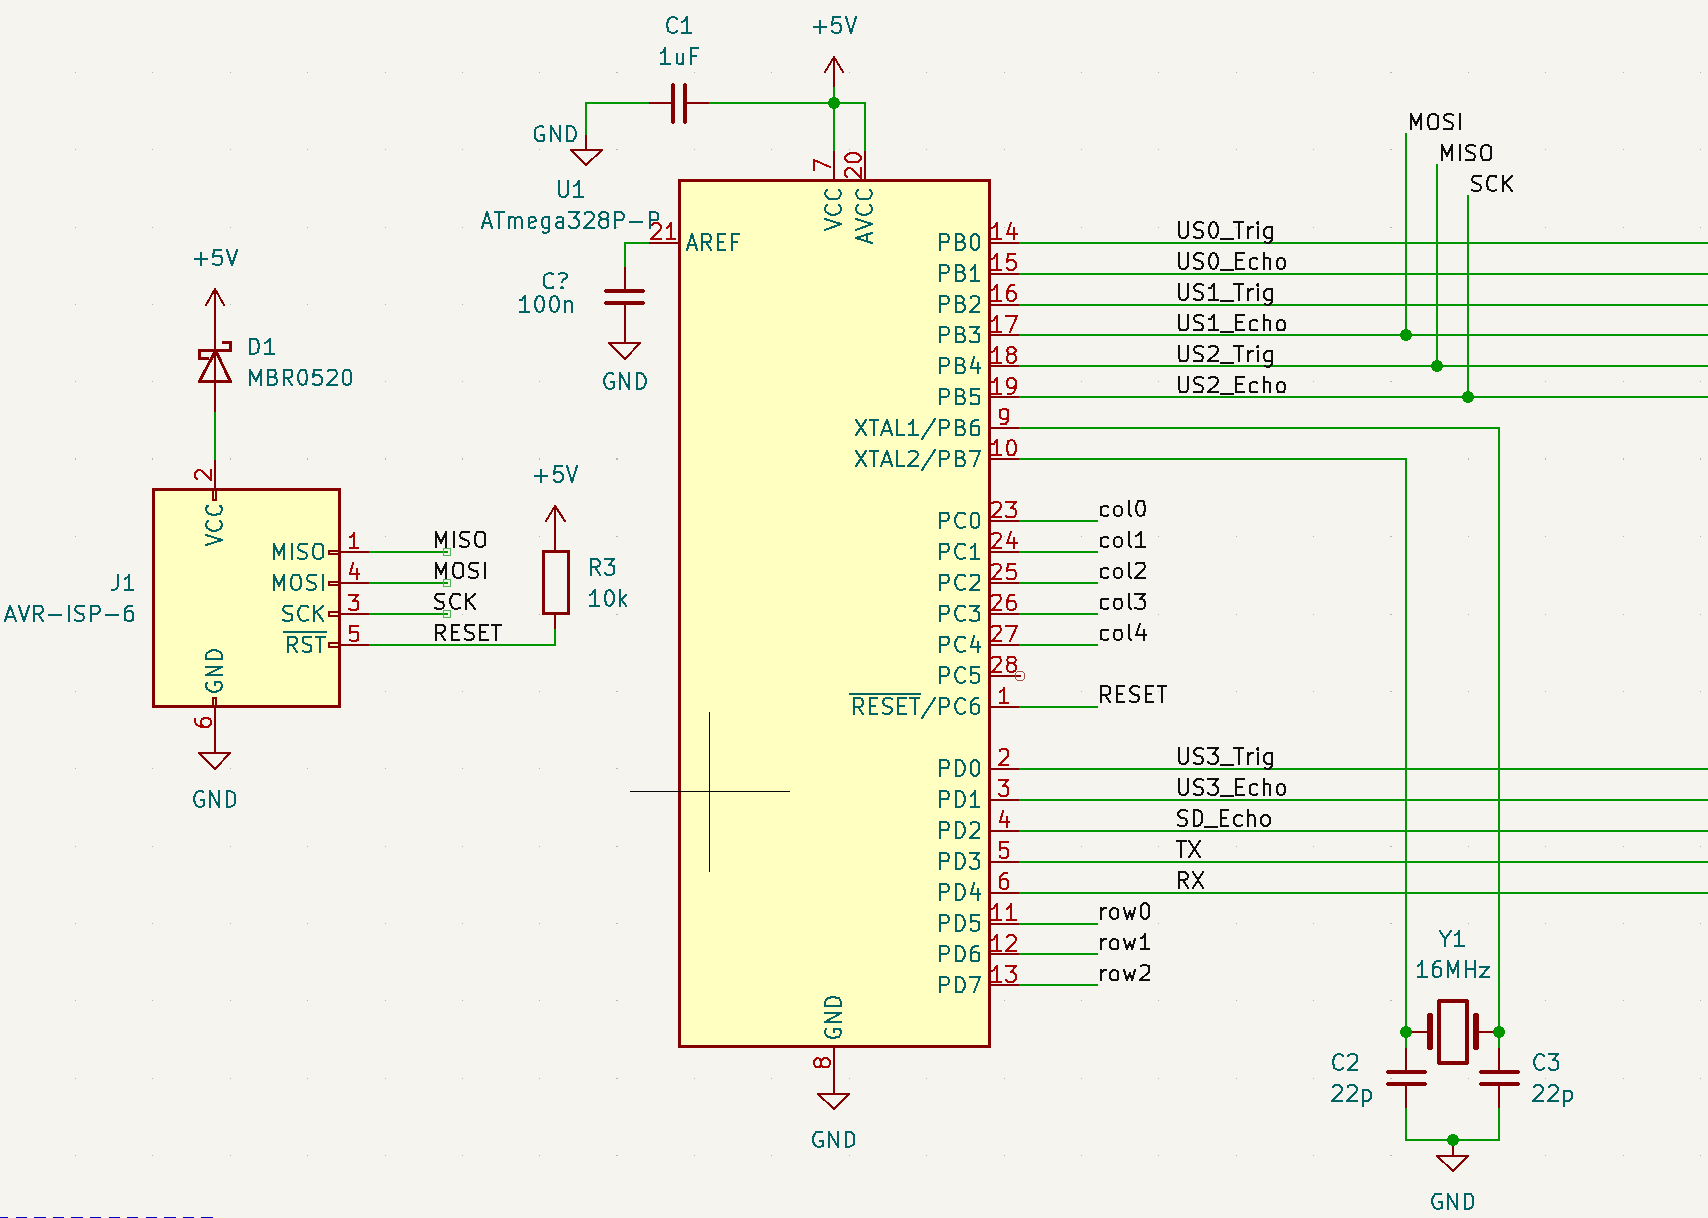 C1
1uF
+5V
GND
7
20
U1
ATmega328P-P
21
AREF
VCC
AVCC
C?
100n
GND
+5V
D1
MBR0520
2
VCC
J1
AVR-ISP-6
MISO
1
MISO
MOSI
4
MOSI
SCK
3
SCK
RST
5
RESET
GND
6
GND
+5V
R3
10k
PB0
14
US0_Trig
PB1
15
US0_Echo
PB2
16
US1_Trig
PB3
17
US1_Echo
PB4
18
US2_Trig
PB5
19
US2_Echo
XTAL1/PB6
9
XTAL2/PB7
10
MOSI
MISO
SCK
PC0
23
col0
PC1
24
col1
PC2
25
col2
PC3
26
col3
PC4
27
col4
PC5
28
RESET/PC6
1
RESET
PD0
2
US3_Trig
PD1
3
US3_Echo
PD2
4
SD_Echo
PD3
5
TX
PD4
6
RX
PD5
11
row0
PD6
12
row1
PD7
13
row2
GND
8
GND
Y1
16MHz
C2
22p
C3
22p
GND